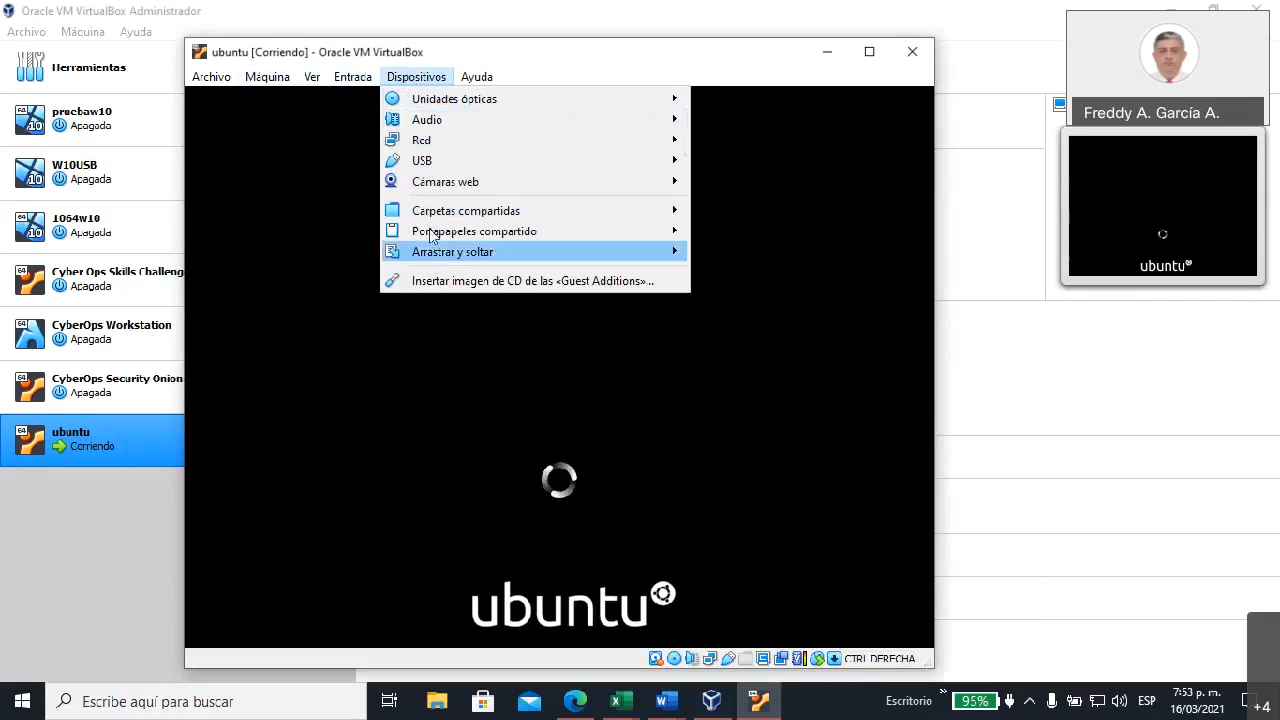 Oracle VM VirtualBox Administrador
Archivo Máquina Ayuda
Herramientas
pruebaw10
Apagada
W10USB
Apagada
1064w10
Apagada
Cyber Ops Skills Challeng
Apagada
CyberOps Workstation
Apagada
CyberOps Security Onion
Apagada
ubuntu
Corriendo
ubuntu [Corriendo] - Oracle VM VirtualBox
Archivo Máquina Ver Entrada Dispositivos Ayuda
Unidades ópticas
Audio
Red
USB
Cámaras web
Carpetas compartidas
Portapapeles compartido
Arrastrar y soltar
Insertar imagen de CD de las «Guest Additions»...
ubuntu
CTRL DERECHA
Freddy A. García A.
ubuntu
Escribe aquí para buscar
Escritorio
95%
ESP
7:53 p. m.
16/03/2021
+4